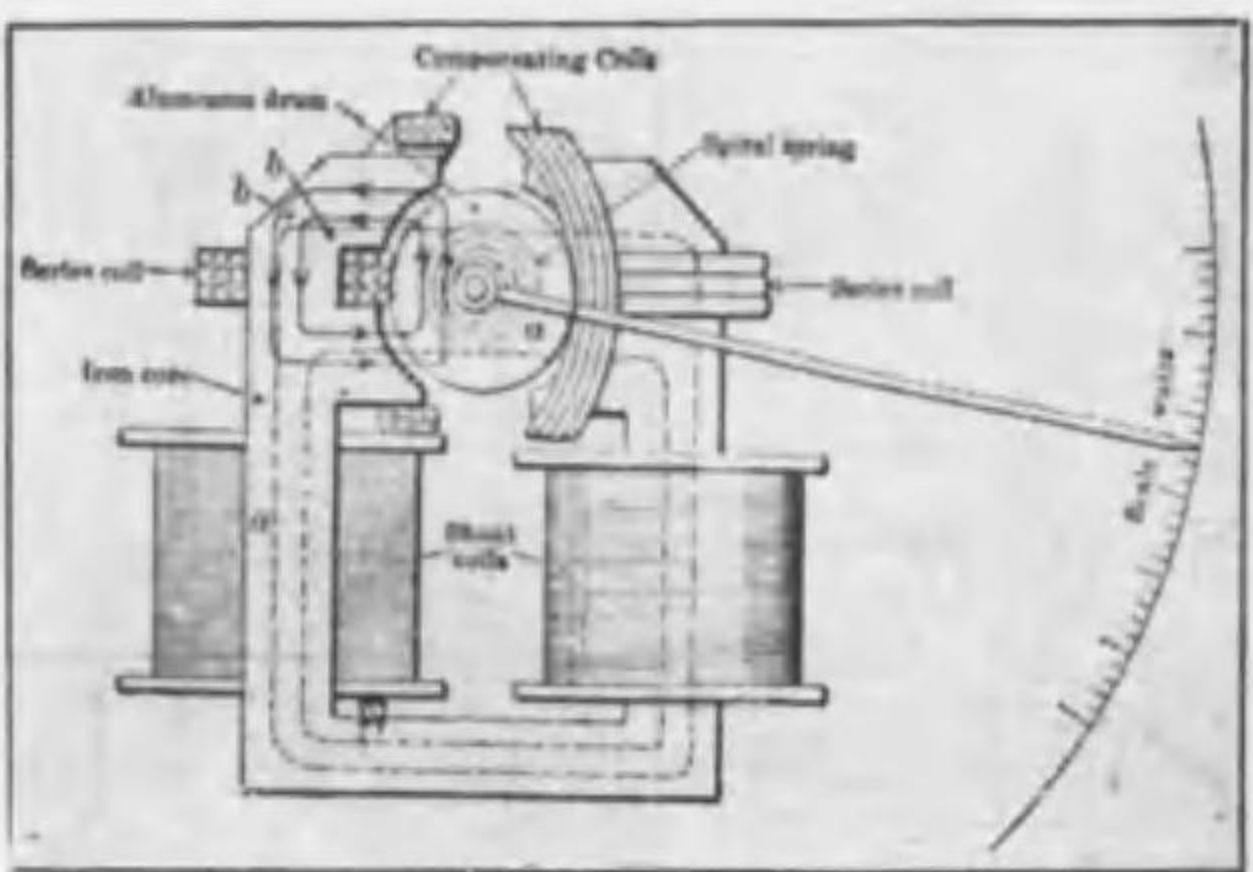 Compensating Coils
Aluminum drum
Spiral spring
b
b
Series coil
Series coil
a
Iron core
Watts
Scale
a
Shunt
coils